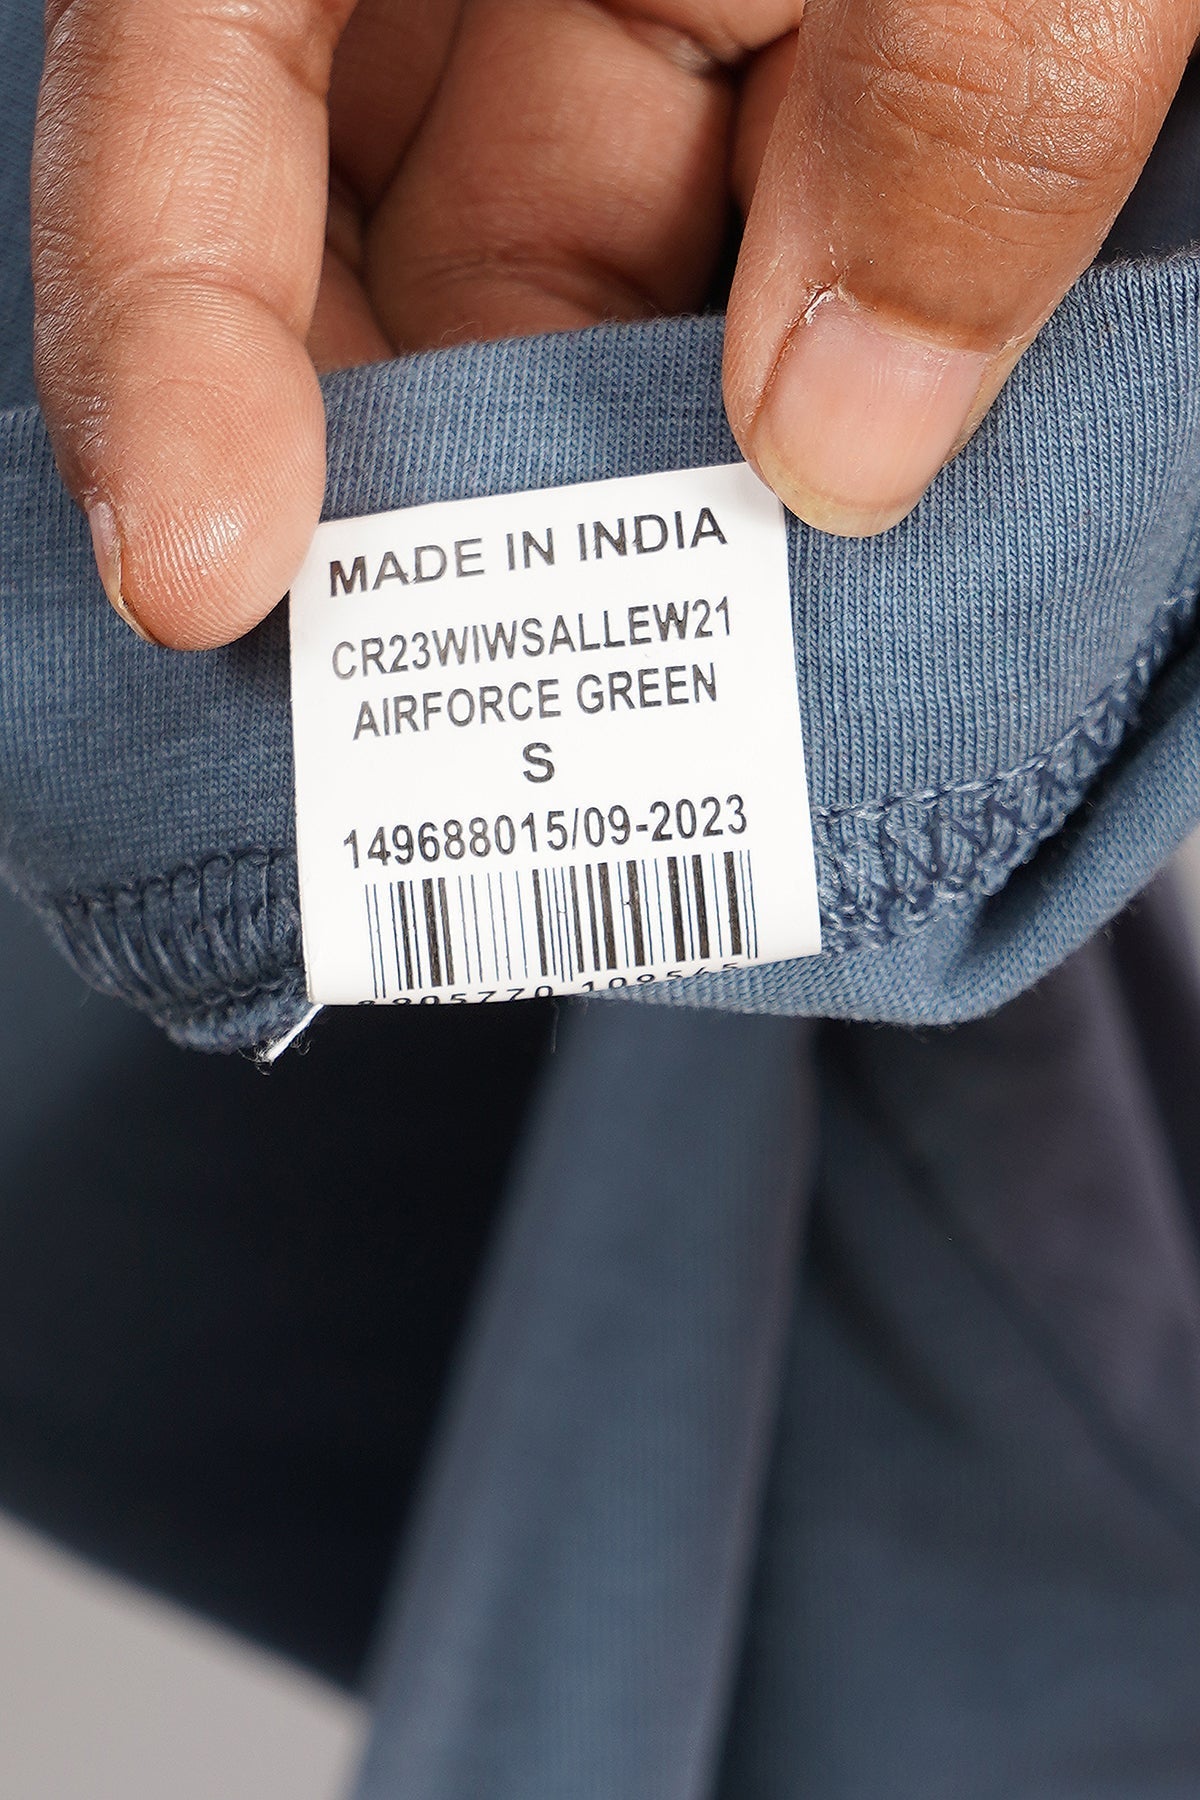 MADE IN INDIA
CR23WIWSALLEW21
AIRFORCE GREEN
S
149688015/09-2023